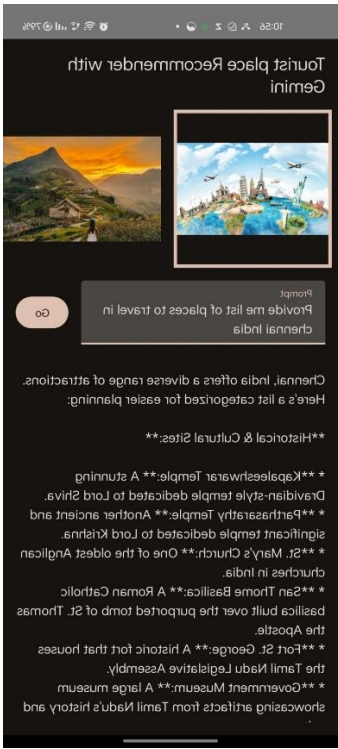 10:56
79%
Tourist place Recommender with
Gemini
Prompt
Provide me list of places to travel in
chennai India
Go
Chennai, India offers a diverse range of attractions.
Here's a list categorized for easier planning:
**Historical & Cultural Sites:**
* **Kapaleeshwarar Temple:** A stunning
Dravidian-style temple dedicated to Lord Shiva.
* **Parthasarathy Temple:** Another ancient and
significant temple dedicated to Lord Krishna.
* **St. Mary's Church:** One of the oldest Anglican
churches in India.
* **San Thome Basilica:** A Roman Catholic
basilica built over the purported tomb of St. Thomas
the Apostle.
* **Fort St. George:** A historic fort that houses
the Tamil Nadu Legislative Assembly.
* **Government Museum:** A large museum
showcasing artifacts from Tamil Nadu's history and